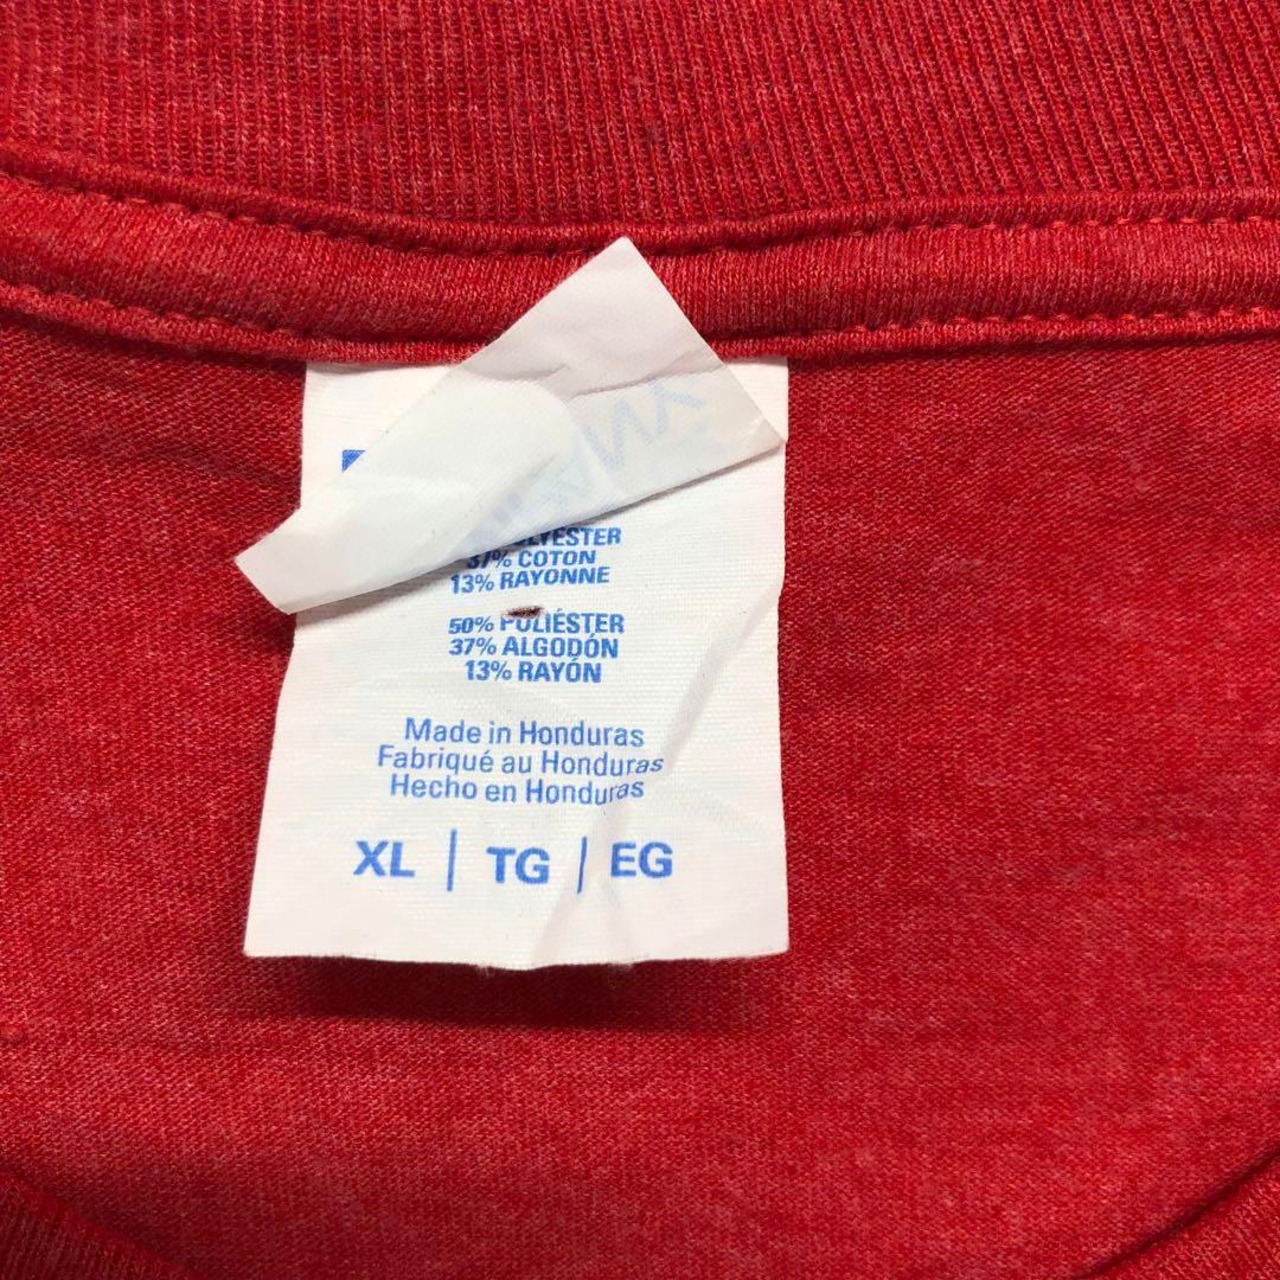 37% COTON
13% RAYONNE
50% POLIÉSTER
37% ALGODÓN
13% RAYÓN
Made in Honduras
Fabriqué au Honduras
Hecho en Honduras
XL | TG | EG